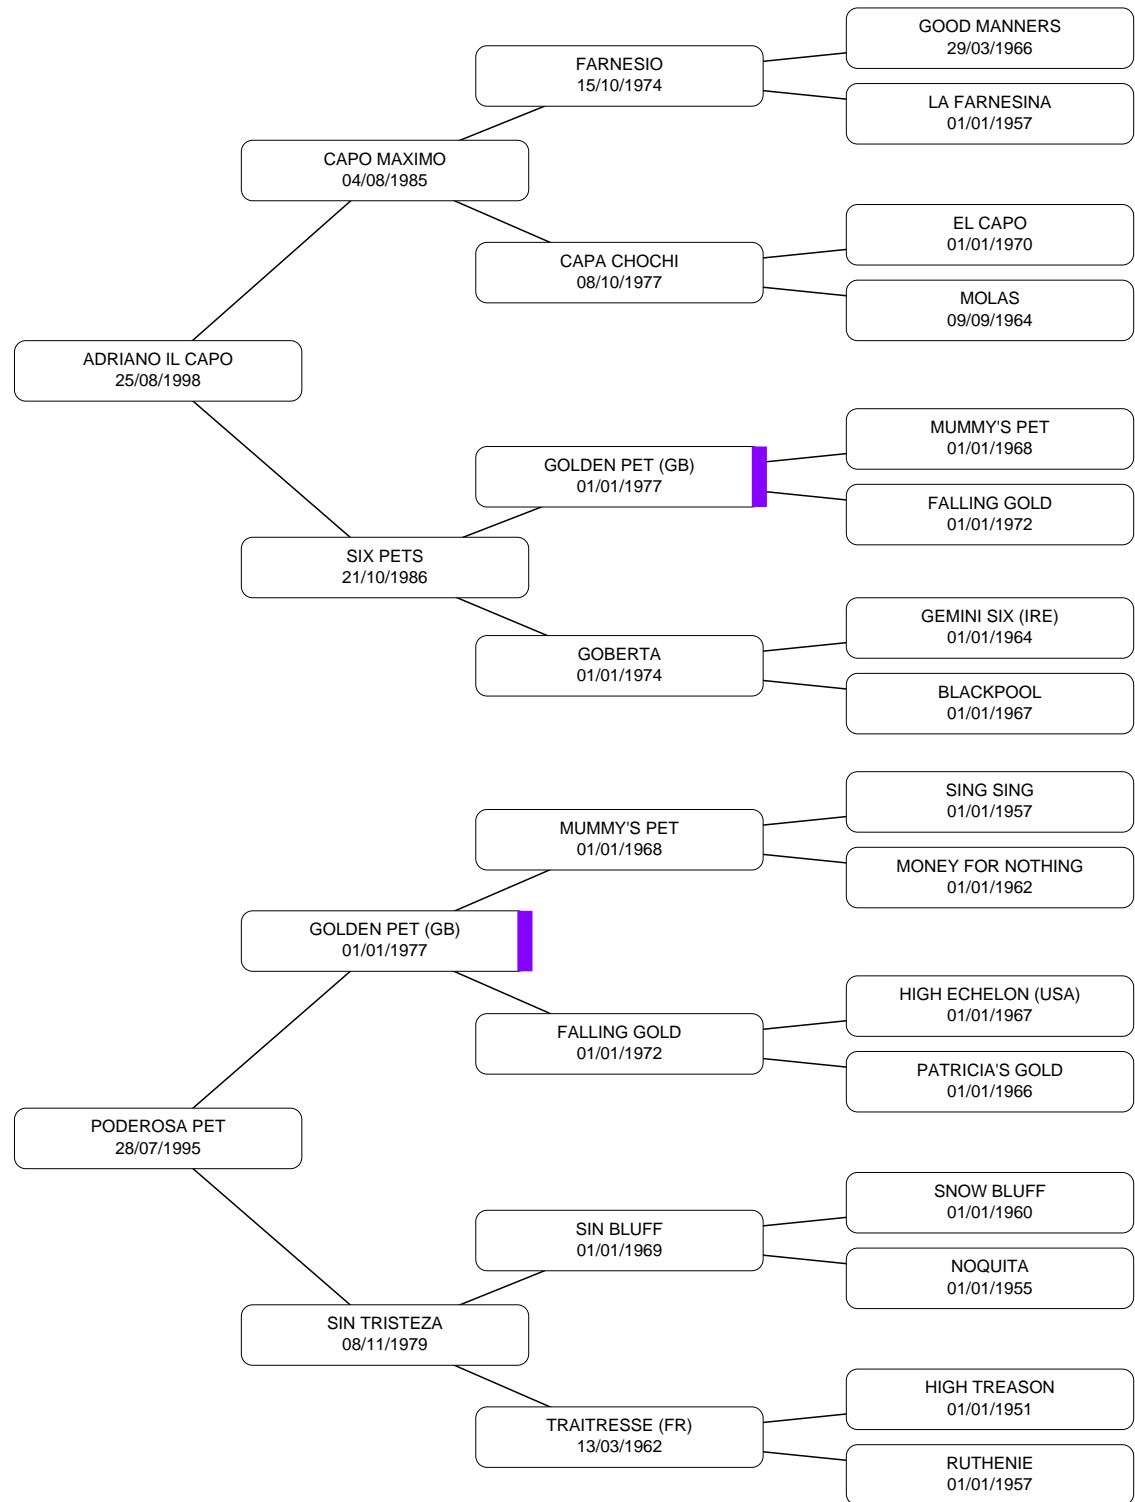 GOOD MANNERS
29/03/1966
FARNESIO
15/10/1974
LA FARNESINA
01/01/1957
CAPO MAXIMO
04/08/1985
EL CAPO
01/01/1970
CAPA CHOCHI
08/10/1977
MOLAS
09/09/1964
ADRIANO IL CAPO
25/08/1998
MUMMY'S PET
01/01/1968
GOLDEN PET (GB)
01/01/1977
FALLING GOLD
01/01/1972
SIX PETS
21/10/1986
GEMINI SIX (IRE)
01/01/1964
GOBERTA
01/01/1974
BLACKPOOL
01/01/1967
SING SING
01/01/1957
MUMMY'S PET
01/01/1968
MONEY FOR NOTHING
01/01/1962
GOLDEN PET (GB)
01/01/1977
HIGH ECHELON (USA)
01/01/1967
FALLING GOLD
01/01/1972
PATRICIA'S GOLD
01/01/1966
PODEROSA PET
28/07/1995
SNOW BLUFF
01/01/1960
SIN BLUFF
01/01/1969
NOQUITA
01/01/1955
SIN TRISTEZA
08/11/1979
HIGH TREASON
01/01/1951
TRAITRESSE (FR)
13/03/1962
RUTHENIE
01/01/1957